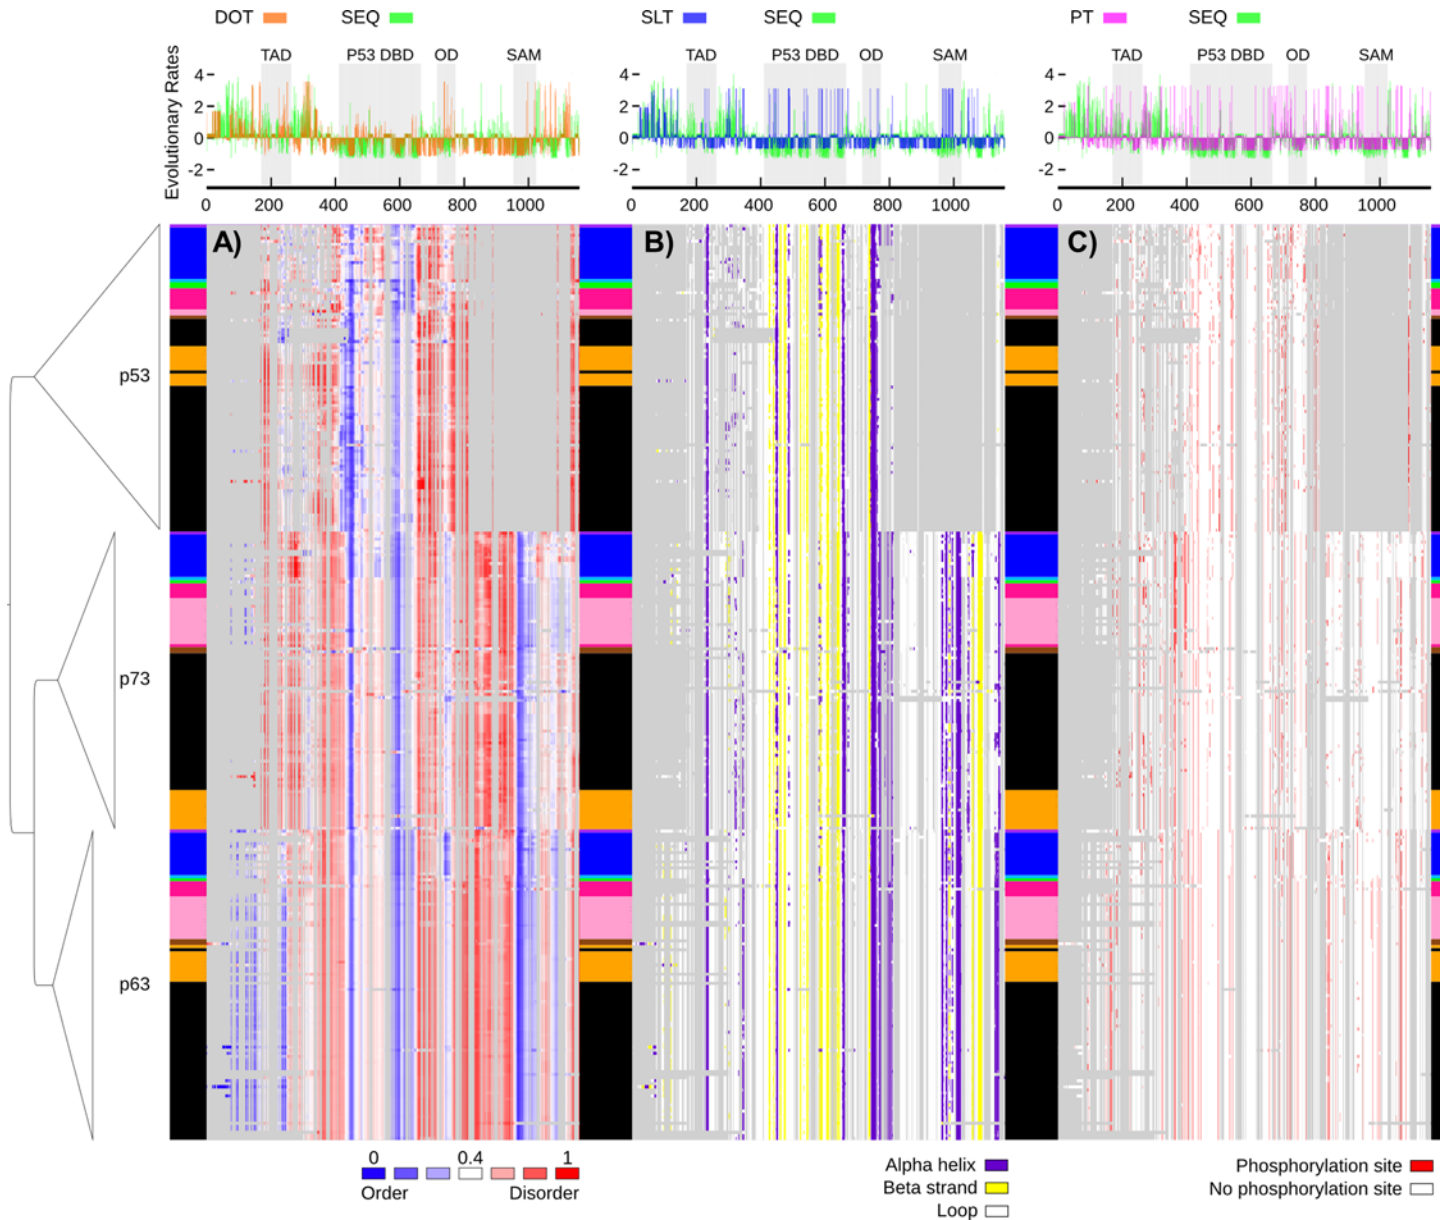 DOT SEQ SLT SEQ PT SEQ
TAD P53 DBD OD SAM TAD P53 DBD OD SAM TAD P53 DBD OD SAM
Evolutionary Rates
4 4 4
2 2 2
0 0 0
-2 -2 -2
0 200 400 600 800 1000 0 200 400 600 800 1000 0 200 400 600 800 1000
A) B) C)
p53
p73
p63
0 0.4 1
Order Disorder
Alpha helix
Beta strand
Loop
Phosphorylation site
No phosphorylation site